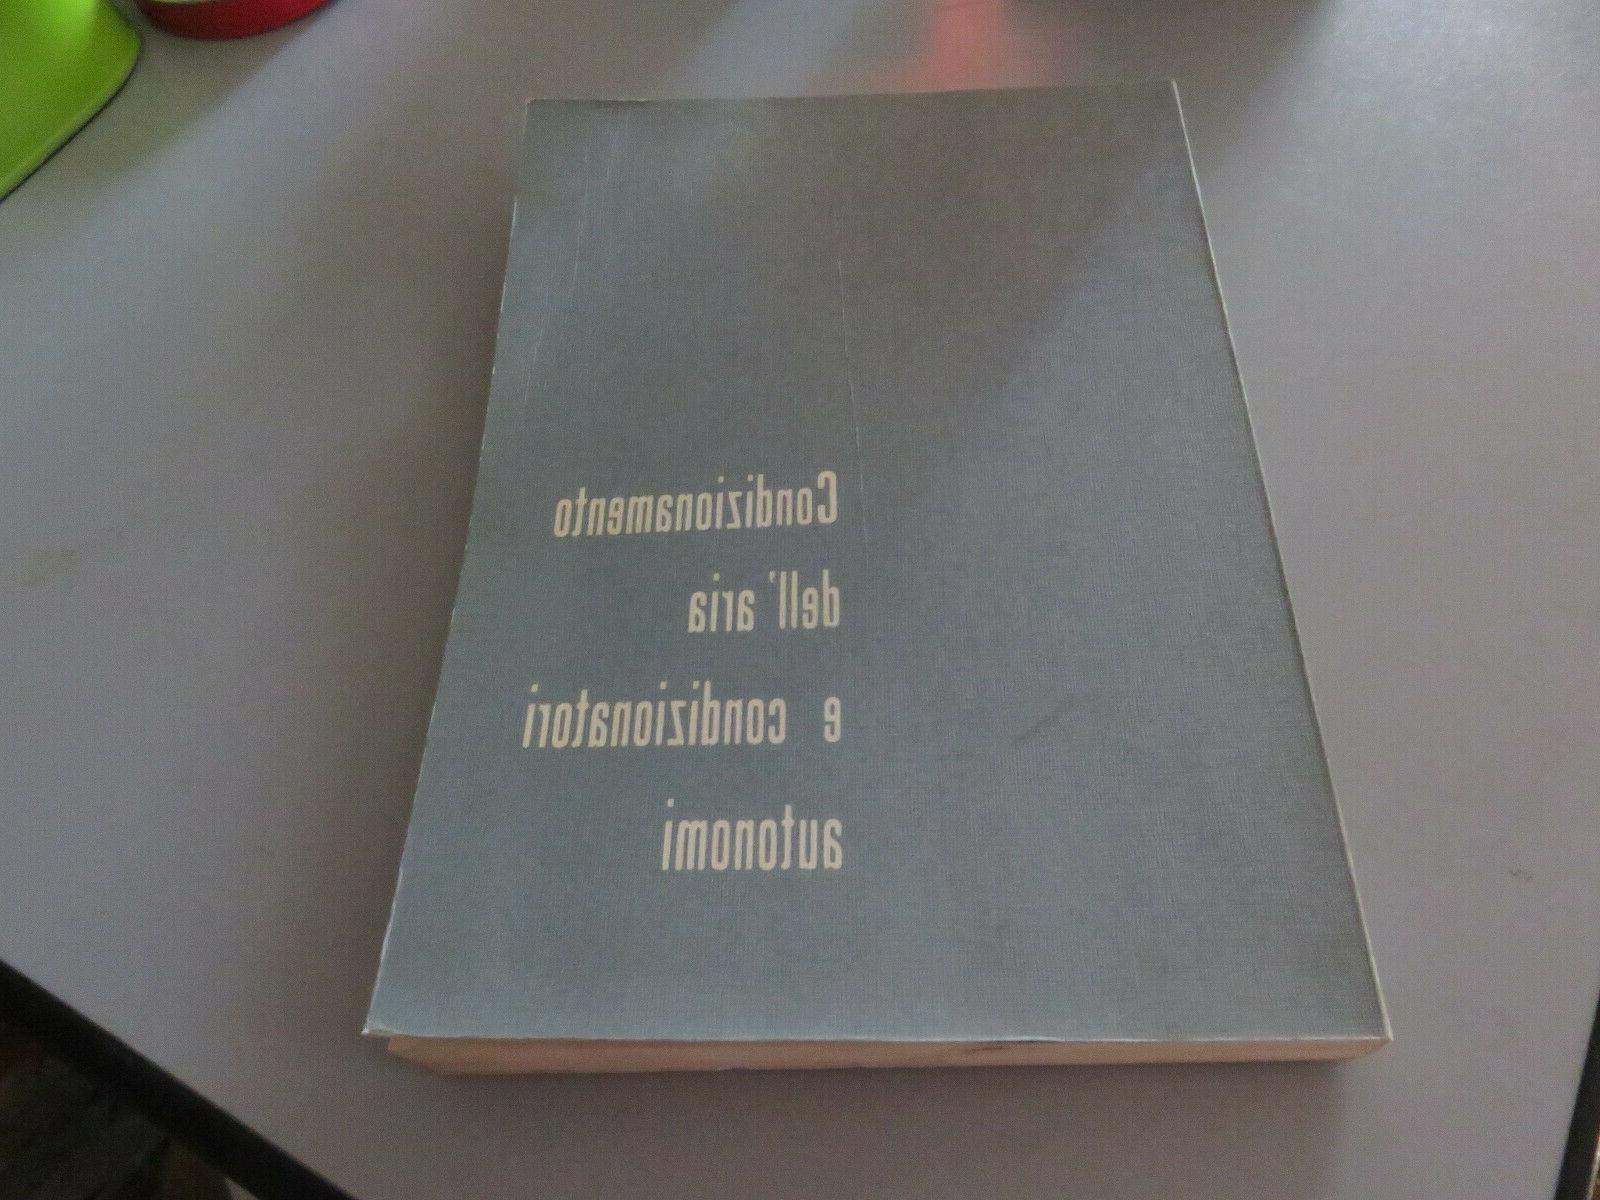 Condizionamento
dell'aria
e condizionatori
autonomi